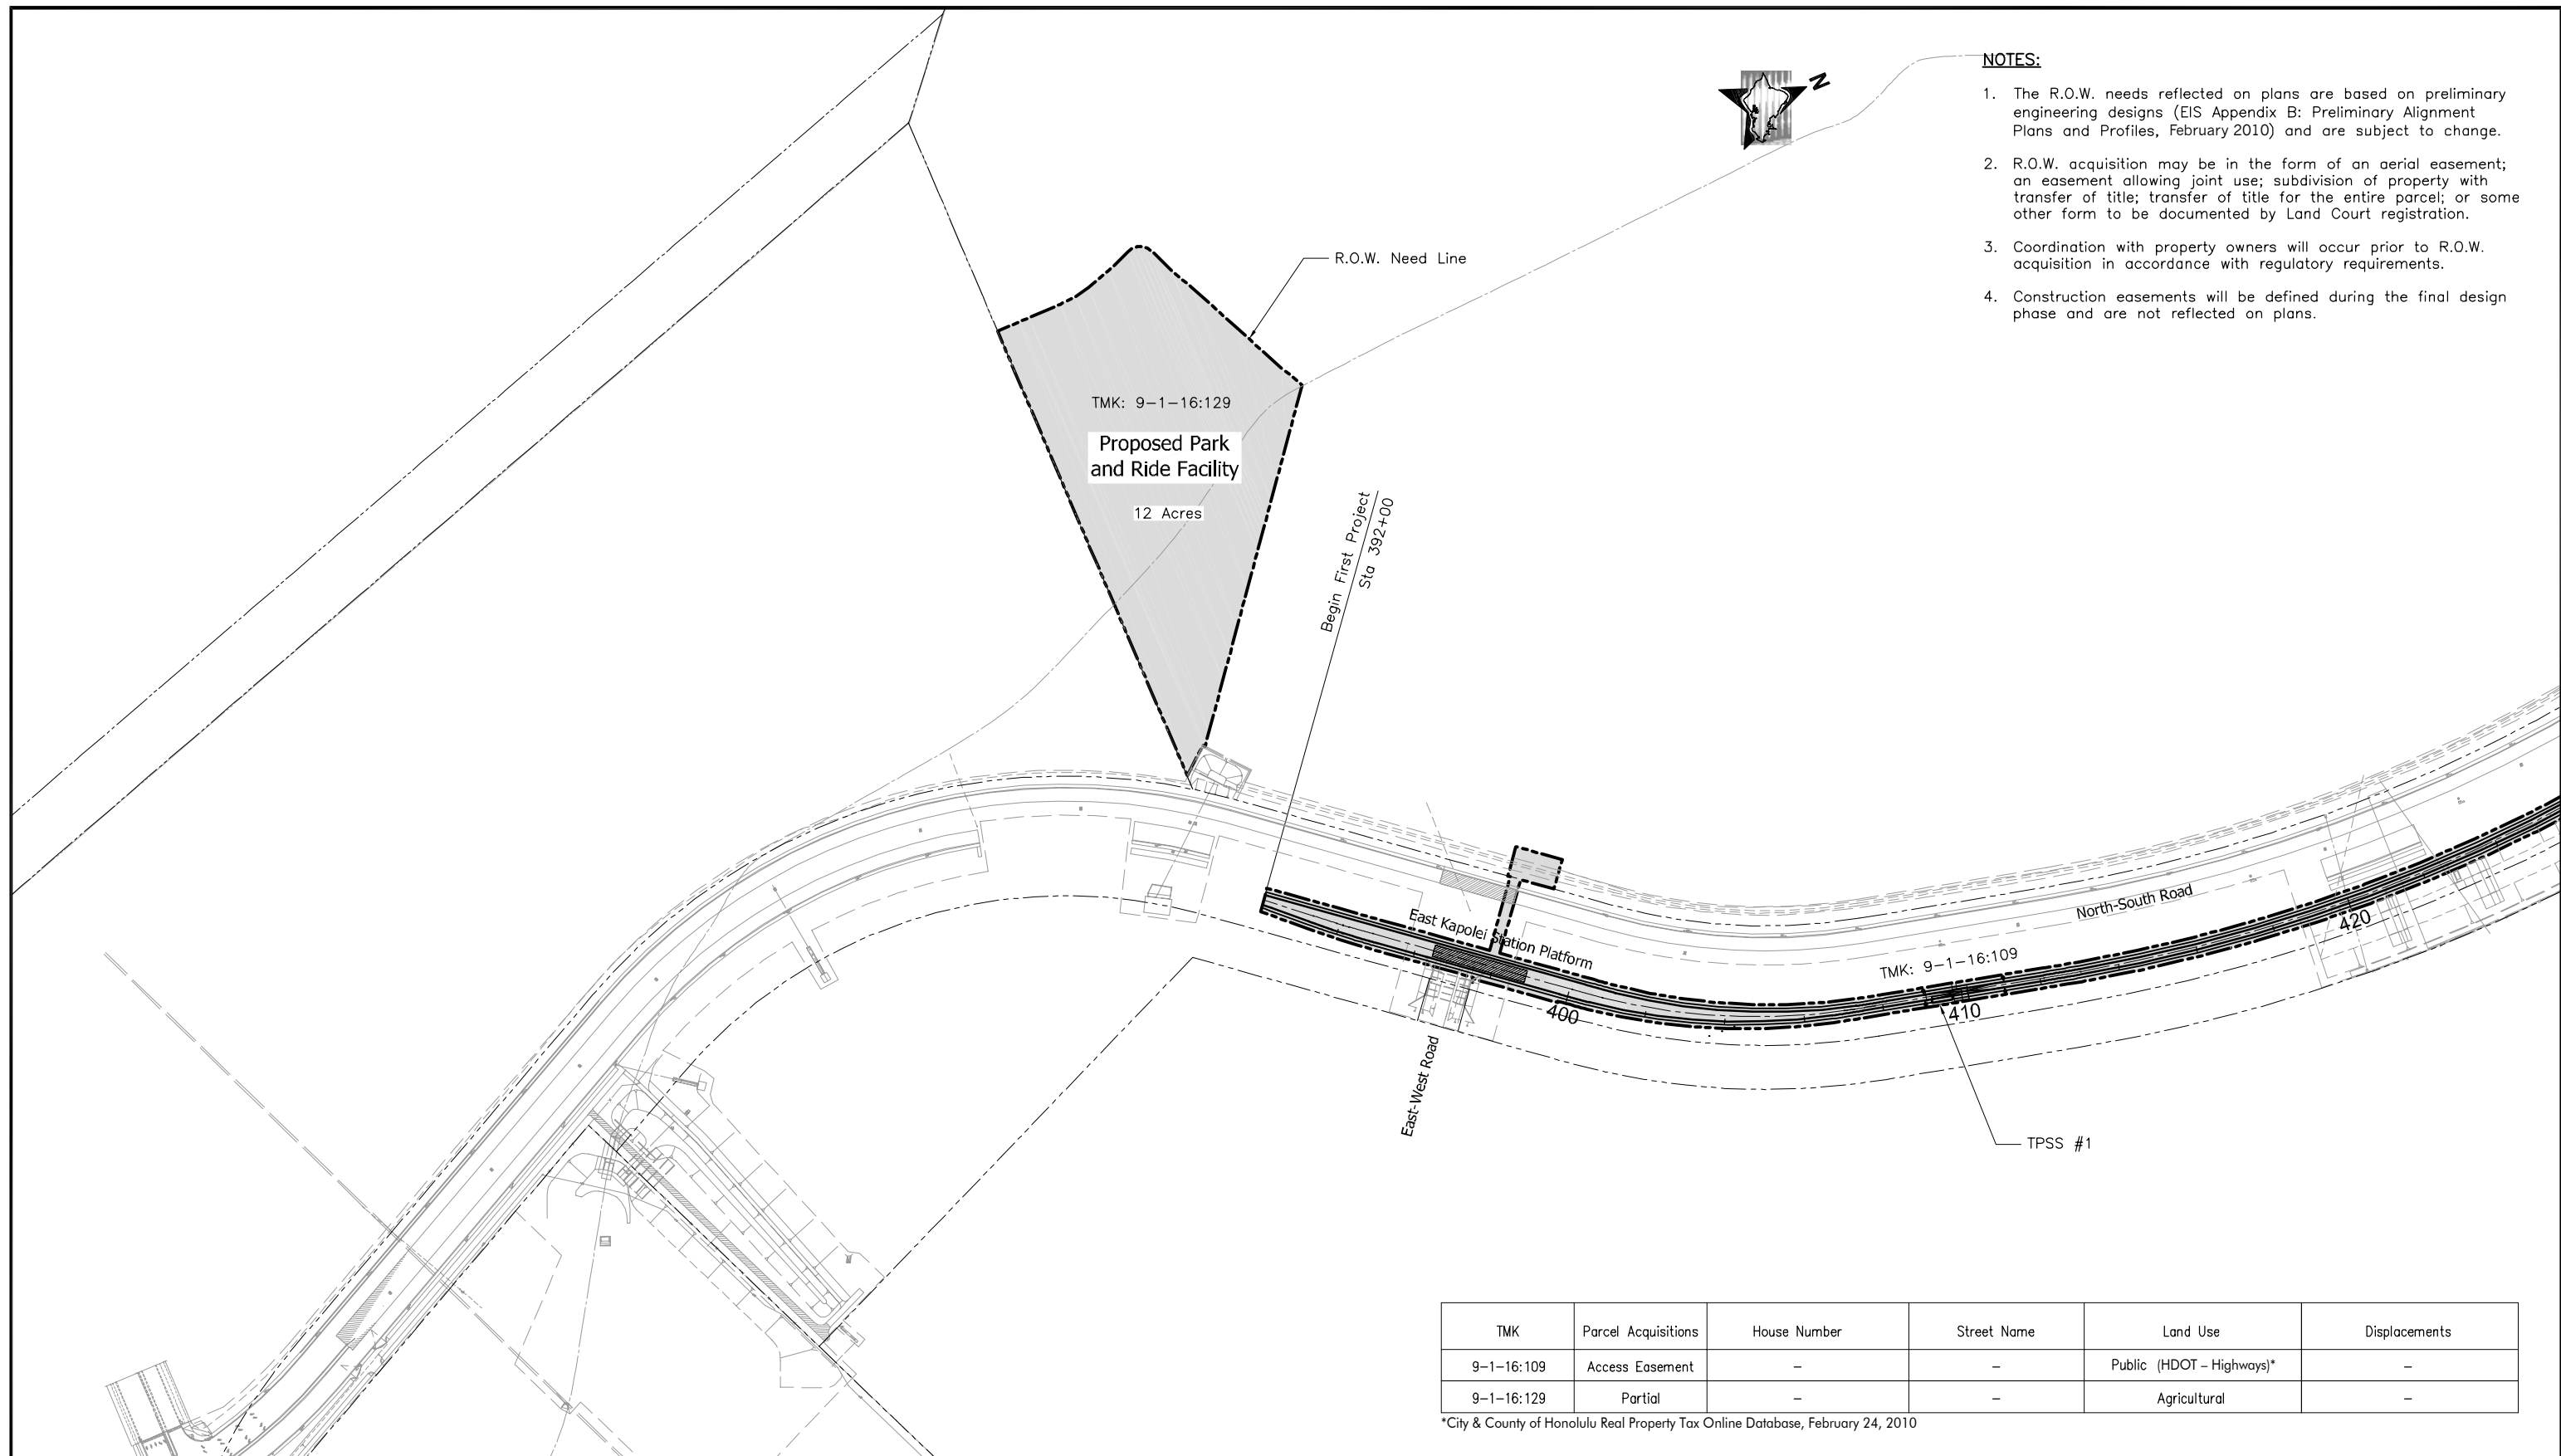 N
NOTES:
1. The R.O.W. needs reflected on plans are based on preliminary
engineering designs (EIS Appendix B: Preliminary Alignment
Plans and Profiles, February 2010) and are subject to change.
2. R.O.W. acquisition may be in the form of an aerial easement;
an easement allowing joint use; subdivision of property with
transfer of title; transfer of title for the entire parcel; or some
other form to be documented by Land Court registration.
3. Coordination with property owners will occur prior to R.O.W.
acquisition in accordance with regulatory requirements.
4. Construction easements will be defined during the final design
phase and are not reflected on plans.
R.O.W. Need Line
TMK: 9-1-16:129
Proposed Park
and Ride Facility
12 Acres
Begin First Project
Sta 392+00
East Kapolei Station Platform
North-South Road
420
TMK: 9-1-16:109
400
410
East-West Road
TPSS #1
TMK Parcel Acquisitions House Number Street Name Land Use Displacements
9-1-16:109 Access Easement - - Public (HDOT – Highways)* -
9-1-16:129 Partial - - Agricultural -
*City & County of Honolulu Real Property Tax Online Database, February 24, 2010